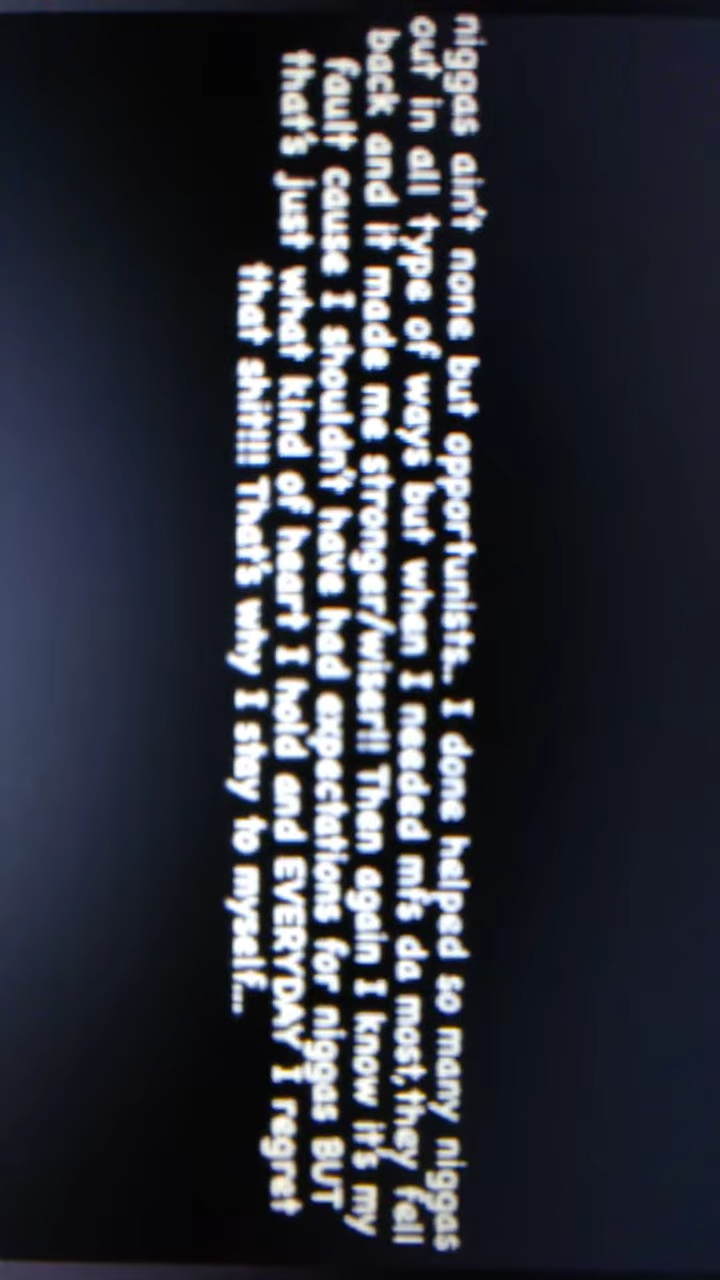 niggas ain't none but opportunists... I done helped so many niggas
out in all type of ways but when I needed mfs da most,they fell
back and it made me stronger/wiser!! Then again I know it's my
fault cause I shouldn't have had expectations for niggas BUT
that's just what kind of heart I hold and EVERYDAY I regret
that shit!!! That's why I stay to myself...